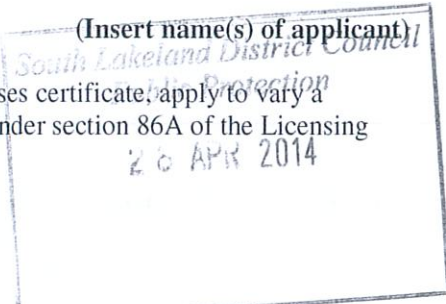 (Insert name(s) of applicant)
South Lakeland District Council
Public Protection
ses certificate, apply to vary a
nder section 86A of the Licensing
APR 2014